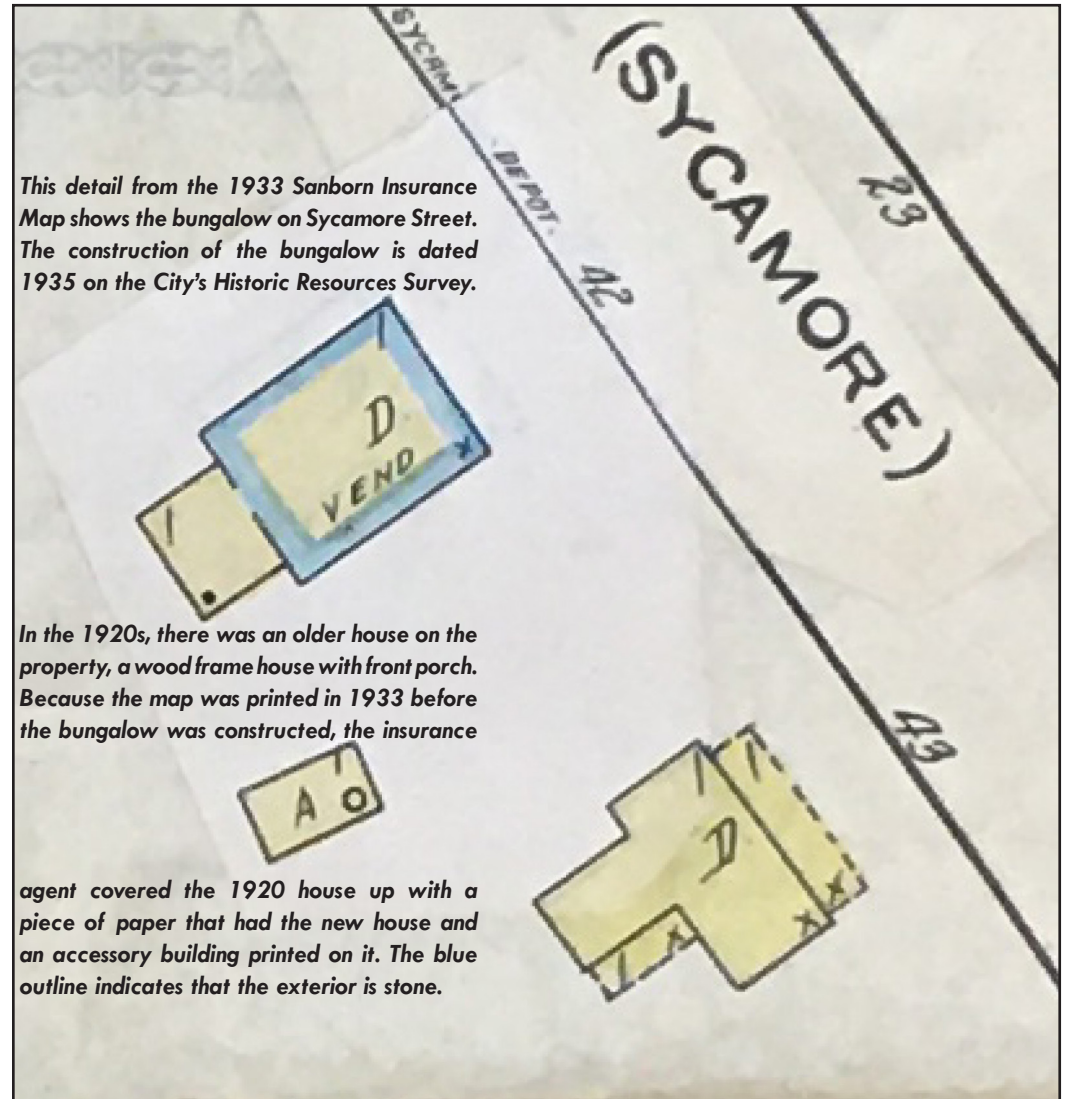 SYCAM
DEPOT.
(SYCAMORE)
23
42
This detail from the 1933 Sanborn Insurance
Map shows the bungalow on Sycamore Street.
The construction of the bungalow is dated
1935 on the City’s Historic Resources Survey.
1
D
VEND
X
1
In the 1920s, there was an older house on the
property, a wood frame house with front porch.
Because the map was printed in 1933 before
the bungalow was constructed, the insurance
43
1
A O
1
1
D
X
X
X
1
agent covered the 1920 house up with a
piece of paper that had the new house and
an accessory building printed on it. The blue
outline indicates that the exterior is stone.